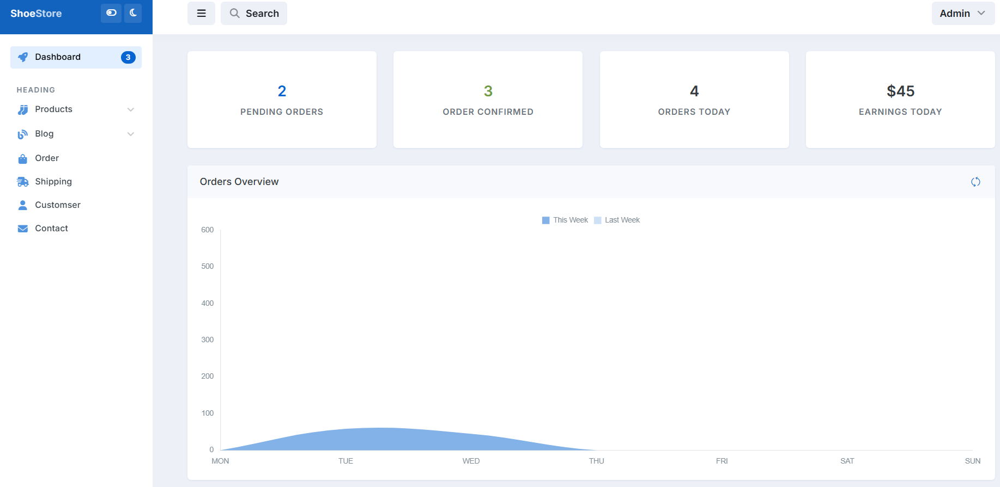 ShoeStore
Search
Admin
Dashboard 3
HEADING
Products
Blog
Order
Shipping
Customser
Contact
2
PENDING ORDERS
3
ORDER CONFIRMED
4
ORDERS TODAY
$45
EARNINGS TODAY
Orders Overview
This Week Last Week
600
500
400
300
200
100
0
MON TUE WED THU FRI SAT SUN